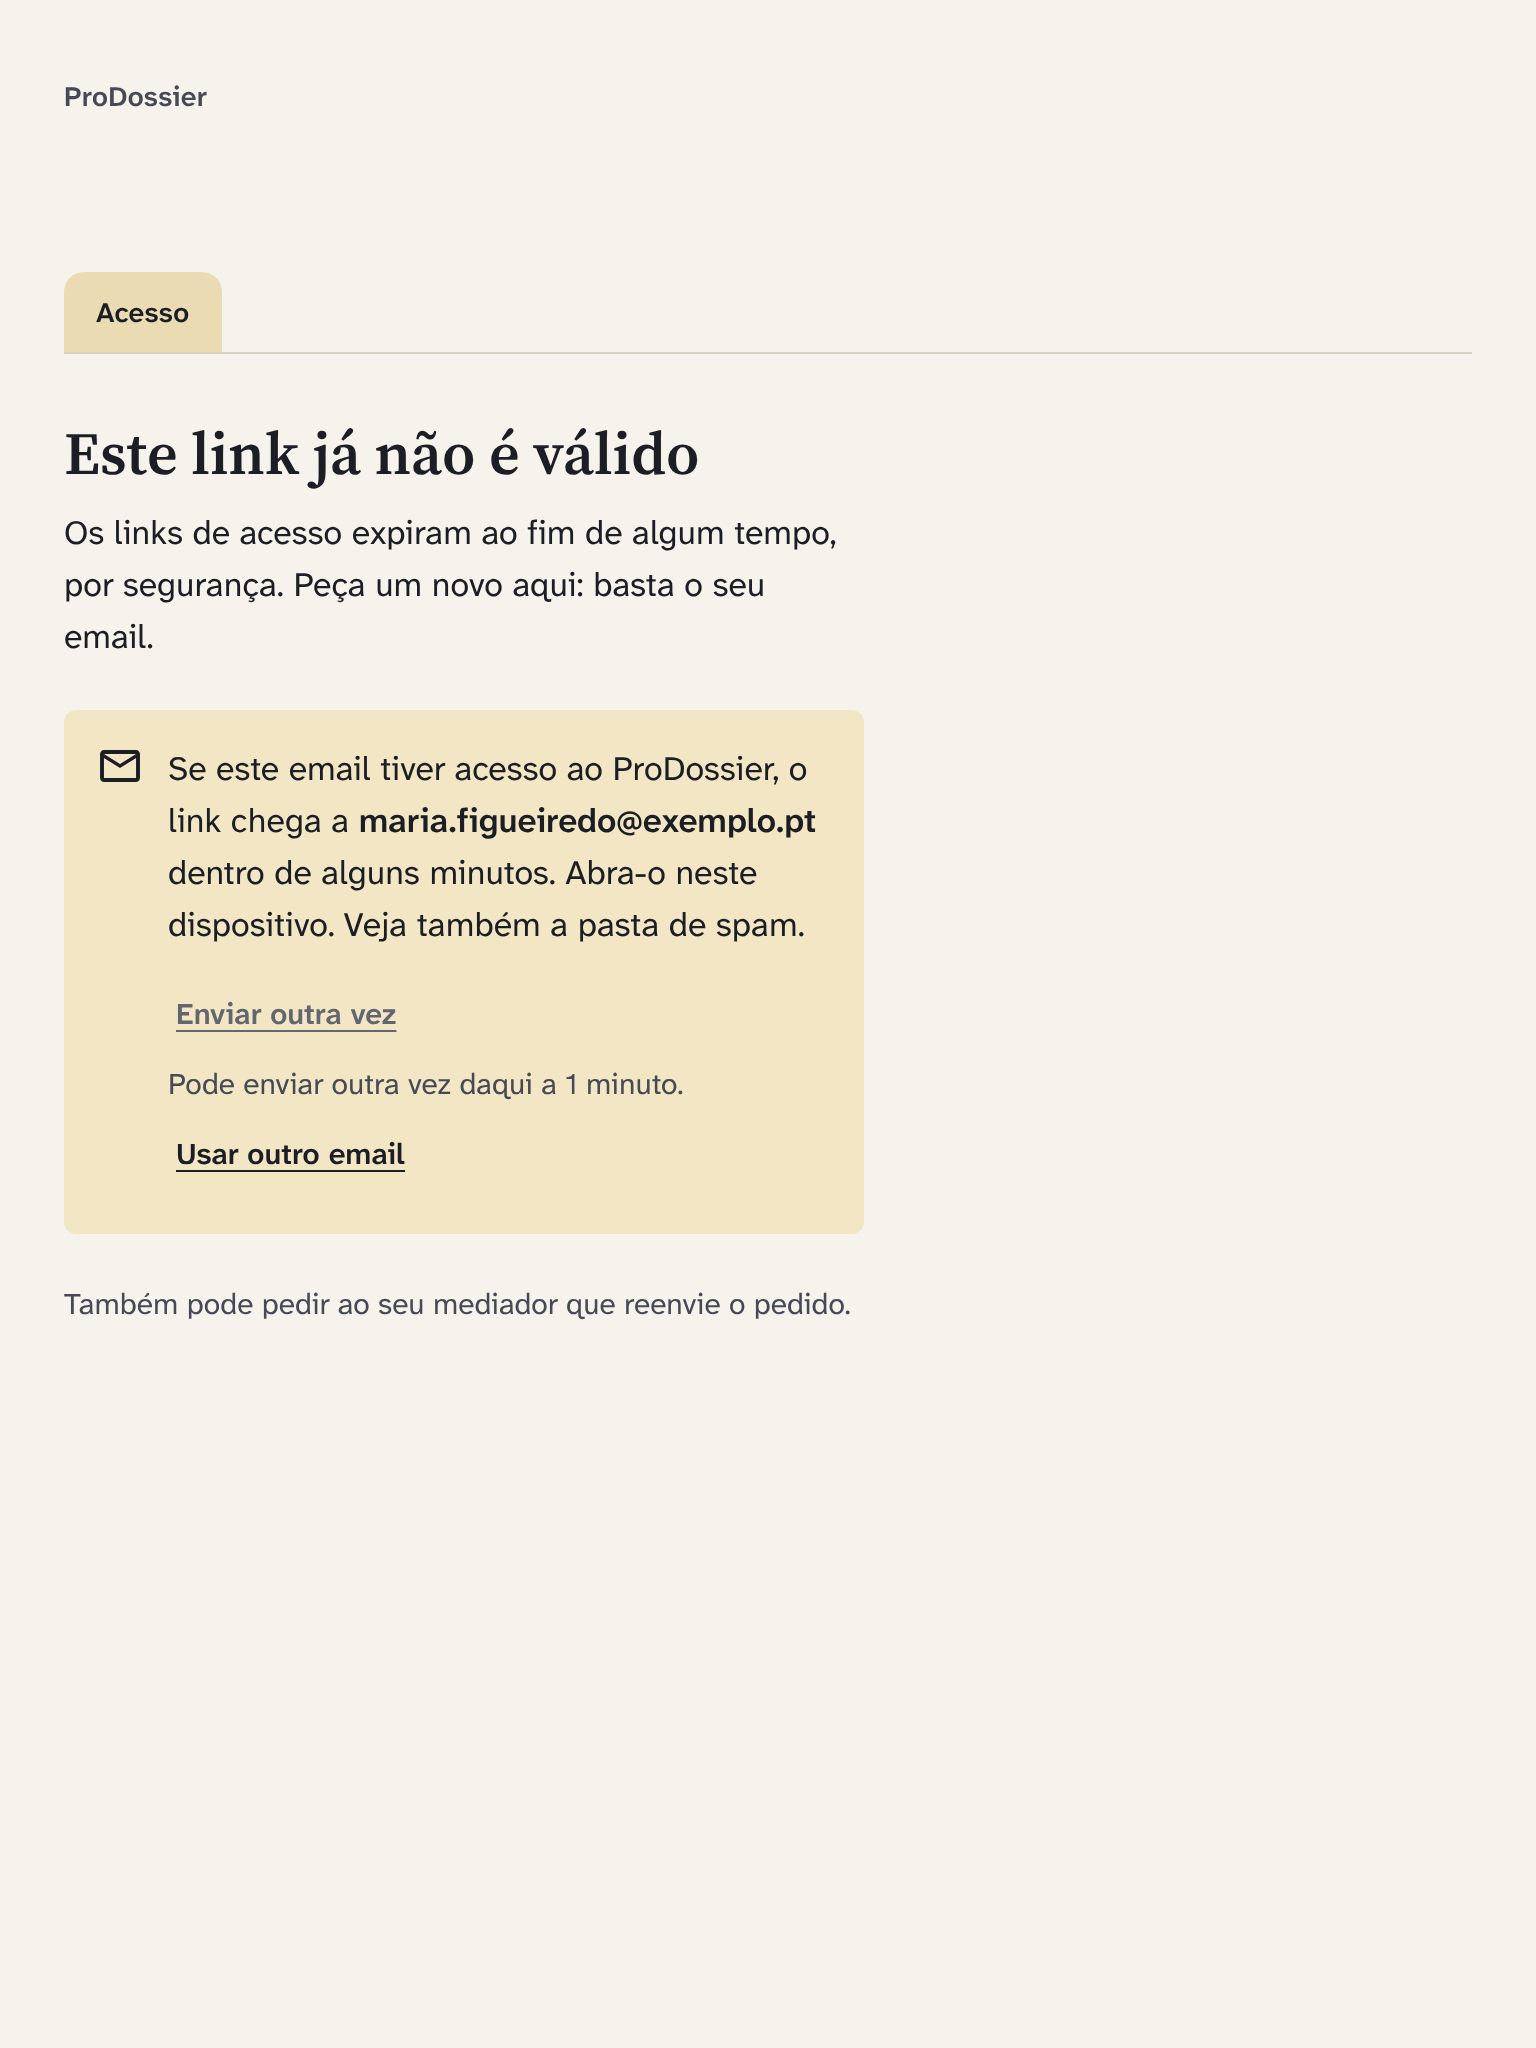 ProDossier
Acesso
Este link já não é válido
Os links de acesso expiram ao fim de algum tempo,
por segurança. Peça um novo aqui: basta o seu
email.
Se este email tiver acesso ao ProDossier, o
link chega a maria.figueiredo@exemplo.pt
dentro de alguns minutos. Abra-o neste
dispositivo. Veja também a pasta de spam.
Enviar outra vez
Pode enviar outra vez daqui a 1 minuto.
Usar outro email
Também pode pedir ao seu mediador que reenvie o pedido.